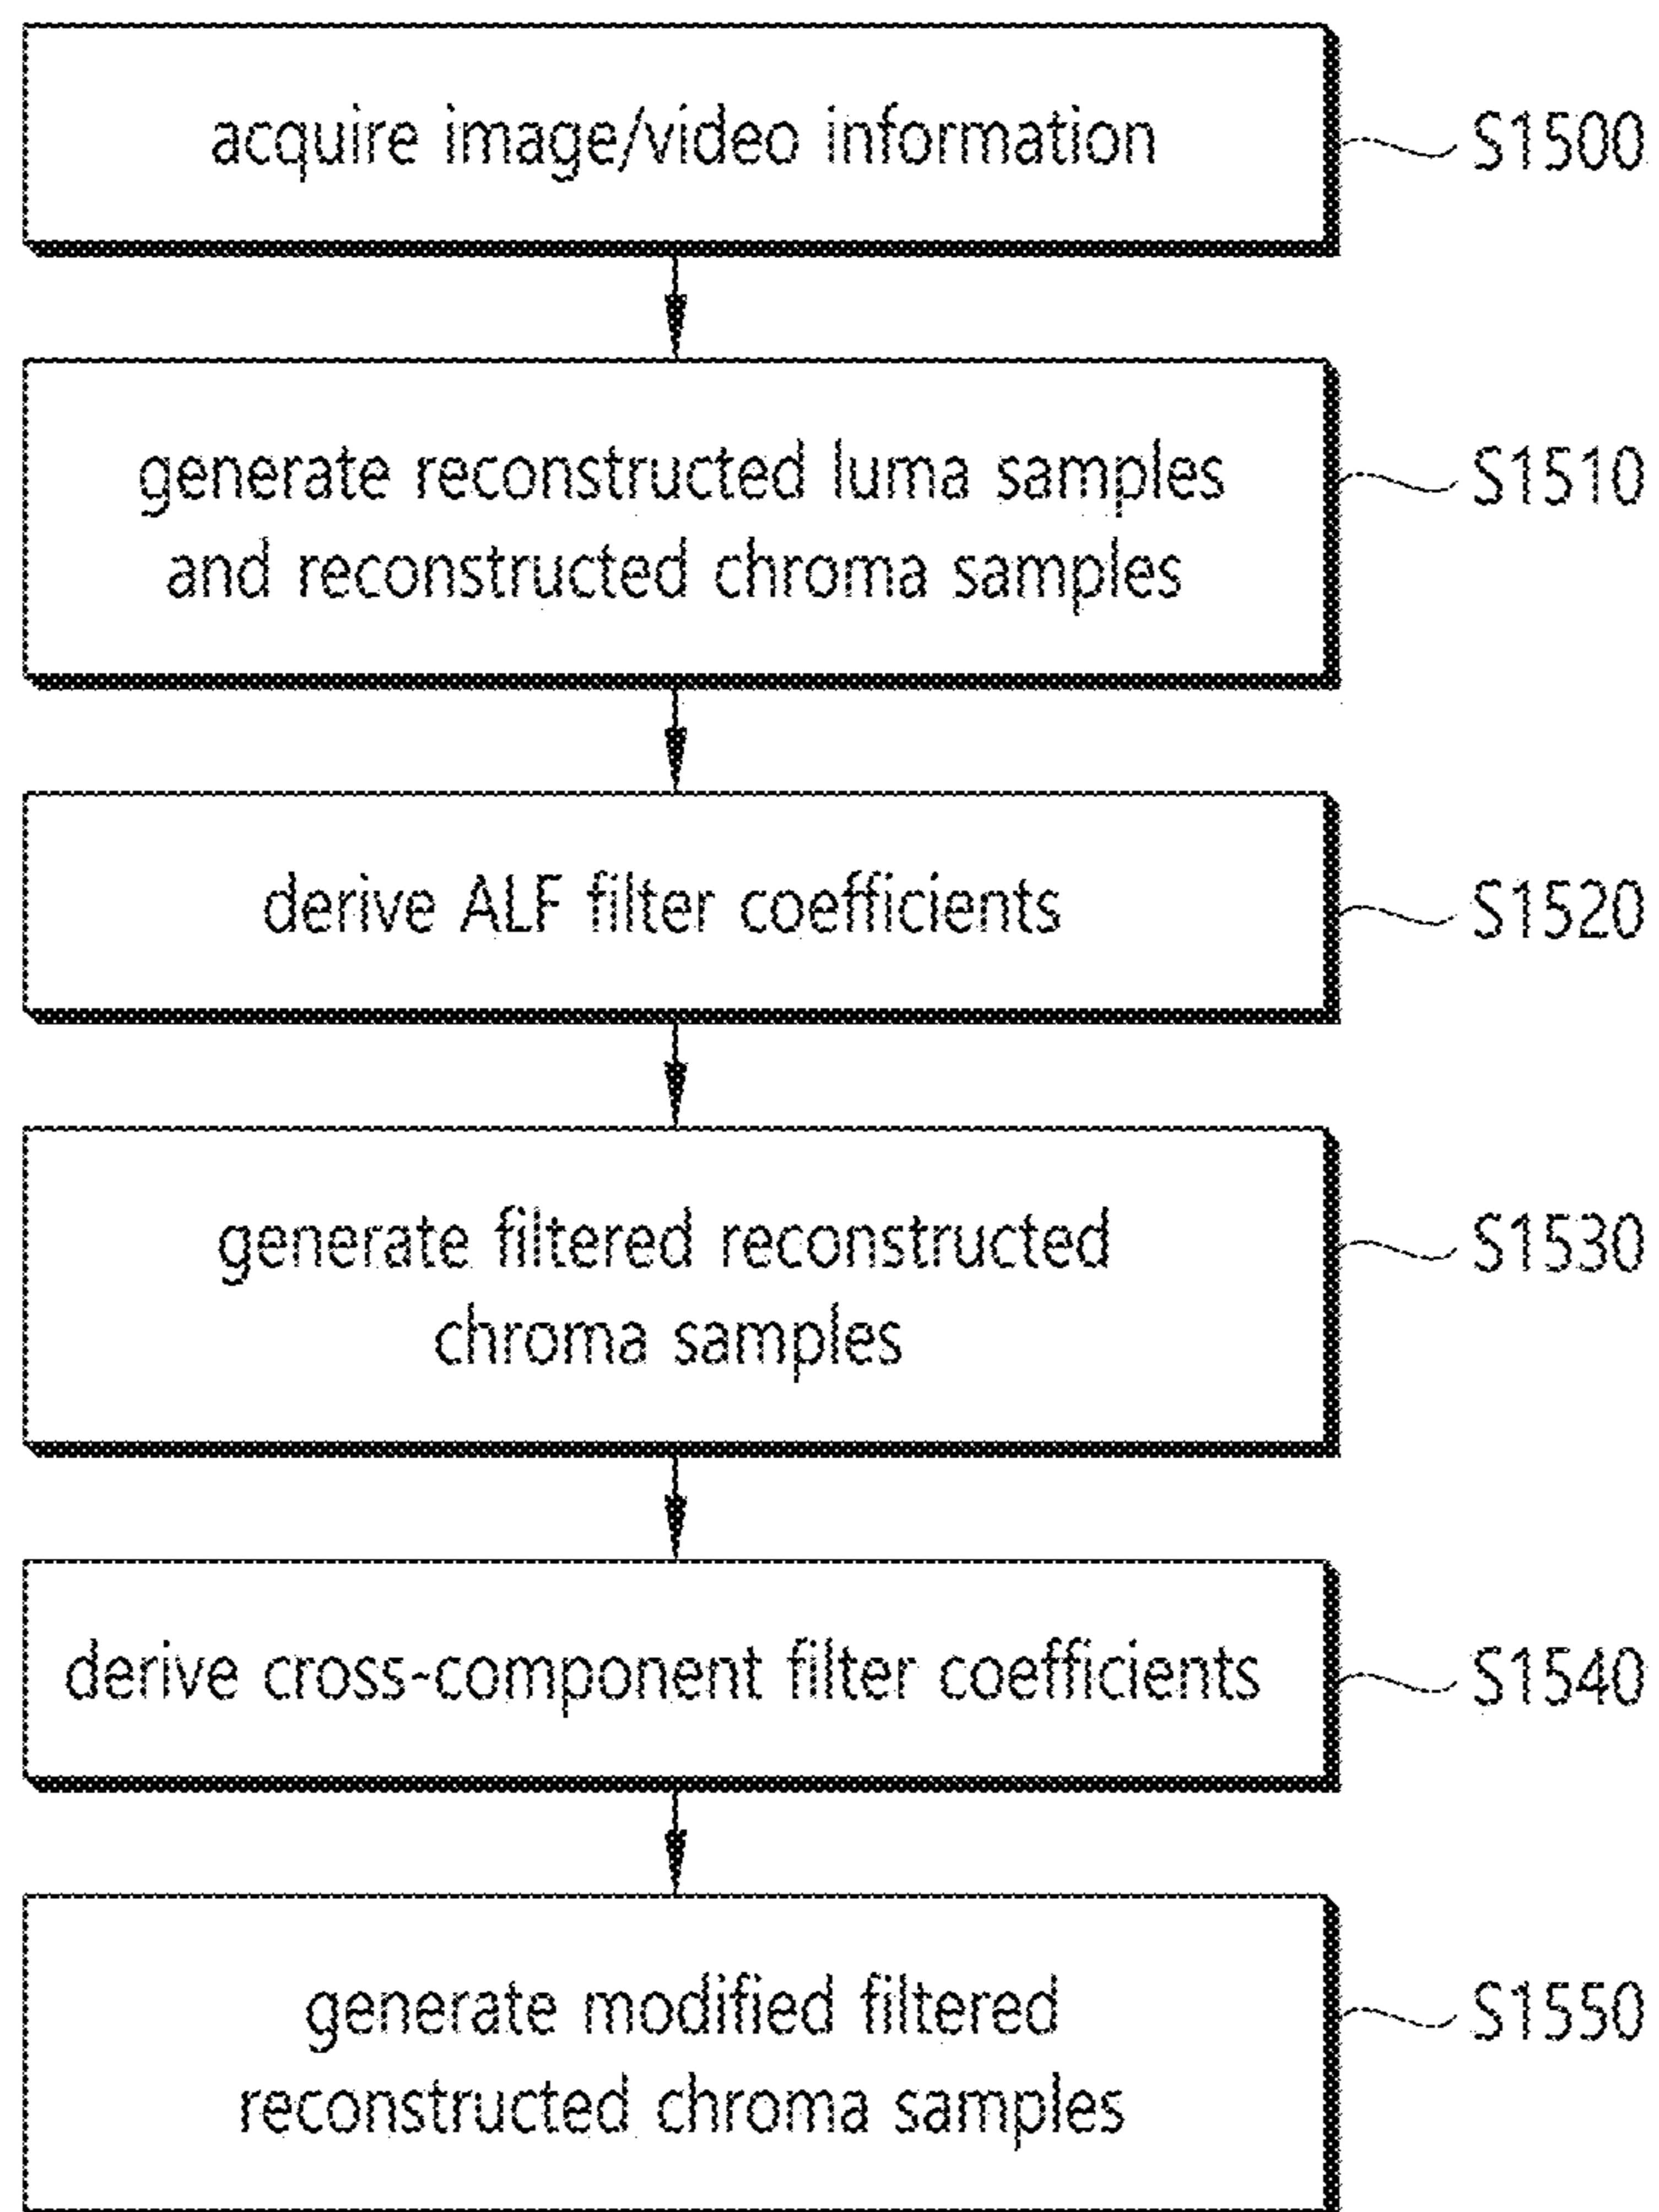 acquire image/video information
S1500
generate reconstructed luma samples
and reconstructed chroma samples
S1510
derive ALF filter coefficients
S1520
generate filtered reconstructed
chroma samples
S1530
derive cross-component filter coefficients
S1540
generate modified filtered
reconstructed chroma samples
S1550